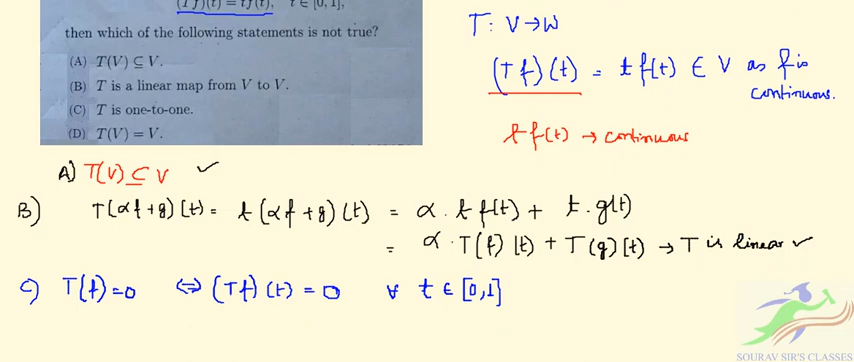 (Tf)(t) = tf(t), t ∈ [0, 1],
then which of the following statements is not true?
(A) T(V) ⊆ V.
(B) T is a linear map from V to V.
(C) T is one-to-one.
(D) T(V) = V.
T: V → W
(Tf)(t) = t f(t) ∈ V as f is
continuous.
t f(t) → continuous
A) T(V) ⊆ V ✓
B) T(αf+g)(t) = t(αf+g)(t) = α. t f(t) + t. g(t)
= α. T(f)(t) + T(g)(t) → T is linear ✓
C) T(f)=0 ⇔ (Tf)(t) = 0 ∀ t ∈ [0,1]
SOURAV SIR'S CLASSES